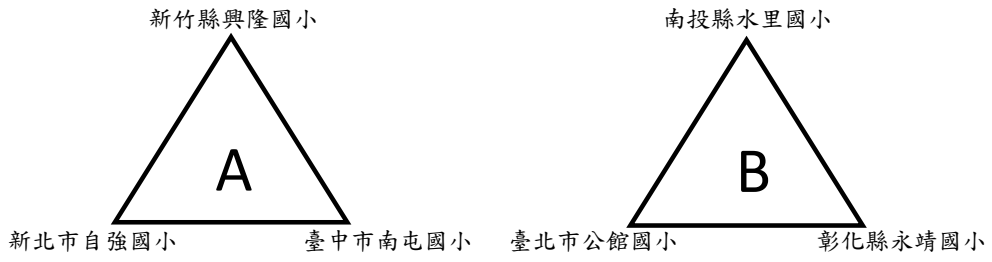 新竹縣興隆國小
南投縣水里國小
A
B
新北市自強國小
臺中市南屯國小
臺北市公館國小
彰化縣永靖國小